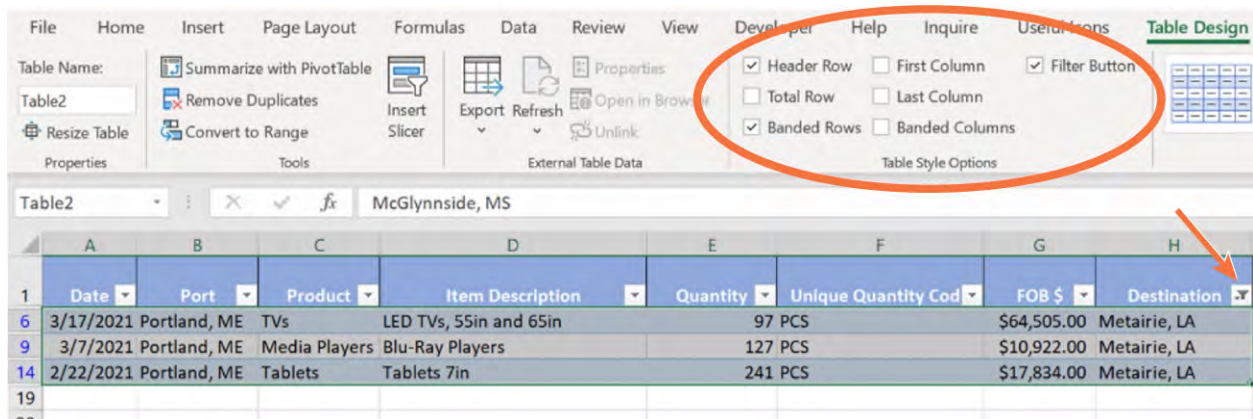 File Home Insert Page Layout Formulas Data Review View Developer Help Inquire Useful Icons Table Design
Table Name:
Table2
Resize Table
Properties
Summarize with PivotTable
Remove Duplicates
Convert to Range
Tools
Insert
Slicer
Export Refresh
Properties
Open in Browser
Unlink
External Table Data
Header Row First Column Filter Button
Total Row Last Column
Banded Rows Banded Columns
Table Style Options
Table2 fx McGlynnside, MS
A B C D E F G H
1 Date Port Product Item Description Quantity Unique Quantity Cod FOB $ Destination
6 3/17/2021 Portland, ME TVs LED TVs, 55in and 65in 97 PCS $64,505.00 Metairie, LA
9 3/7/2021 Portland, ME Media Players Blu-Ray Players 127 PCS $10,922.00 Metairie, LA
14 2/22/2021 Portland, ME Tablets Tablets 7in 241 PCS $17,834.00 Metairie, LA
19